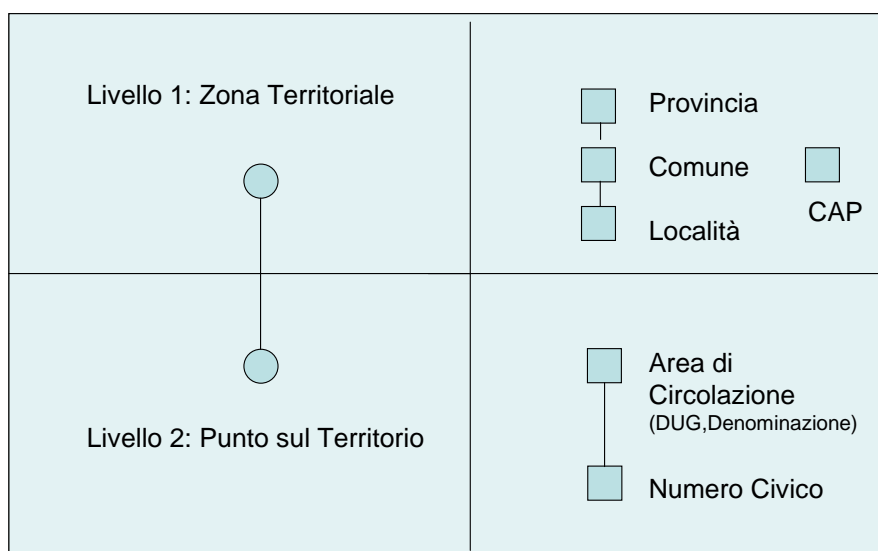 Livello 1: Zona Territoriale
Provincia
Comune
CAP
Località
Livello 2: Punto sul Territorio
Area di
Circolazione
(DUG,Denominazione)
Numero Civico